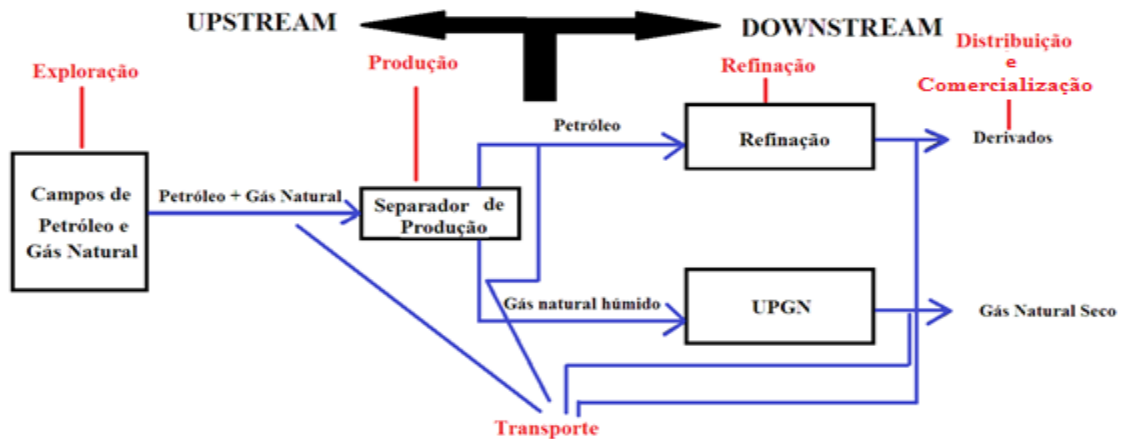 UPSTREAM
DOWNSTREAM
Exploração
Produção
Refinação
Distribuição
e
Comercialização
Campos de
Petróleo e
Gás Natural
Petróleo + Gás Natural
Separador de
Produção
Petróleo
Refinação
Derivados
Gás natural húmido
UPGN
Gás Natural Seco
Transporte